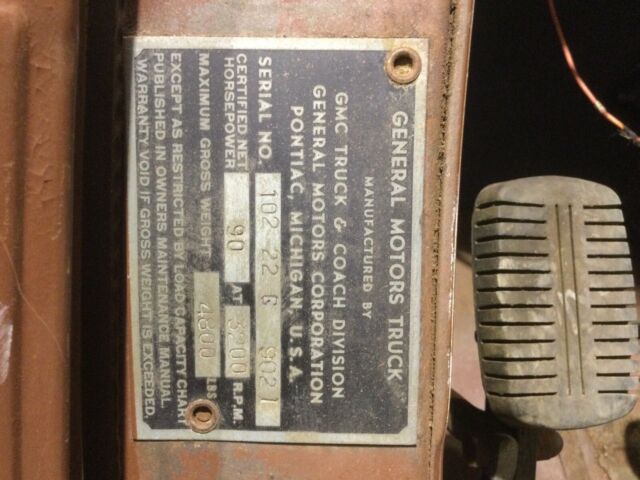 GENERAL MOTORS TRUCK
MANUFACTURED BY
GMC TRUCK & COACH DIVISION
GENERAL MOTORS CORPORATION
PONTIAC, MICHIGAN, U.S.A.
SERIAL NO. 102 22 G 9021
CERTIFIED NET HORSEPOWER 90 AT 3200 R.P.M.
MAXIMUM GROSS WEIGHT 4600 LBS
EXCEPT AS RESTRICTED BY LOAD CAPACITY CHART
PUBLISHED IN OWNERS MAINTENANCE MANUAL.
WARRANTY VOID IF GROSS WEIGHT IS EXCEEDED.